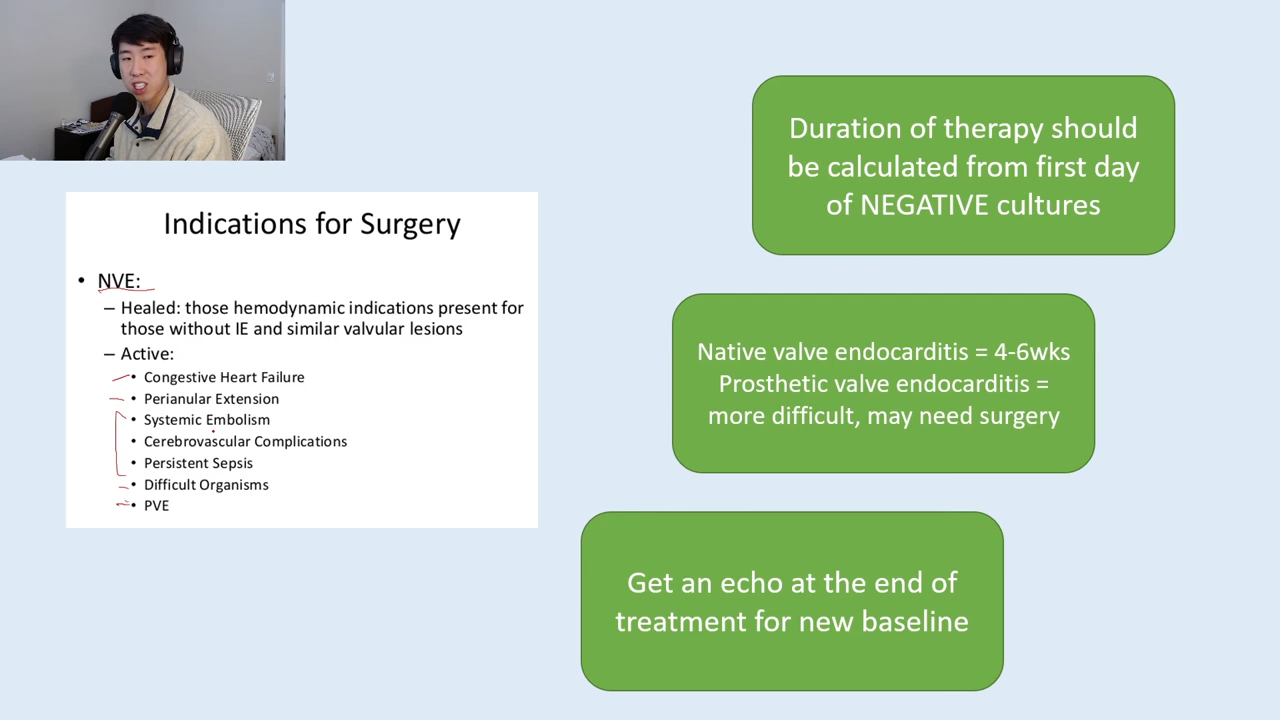 Indications for Surgery
• NVE:
– Healed: those hemodynamic indications present for
those without IE and similar valvular lesions
– Active:
• Congestive Heart Failure
• Perianular Extension
• Systemic Embolism
• Cerebrovascular Complications
• Persistent Sepsis
• Difficult Organisms
• PVE
Duration of therapy should
be calculated from first day
of NEGATIVE cultures
Native valve endocarditis = 4-6wks
Prosthetic valve endocarditis =
more difficult, may need surgery
Get an echo at the end of
treatment for new baseline